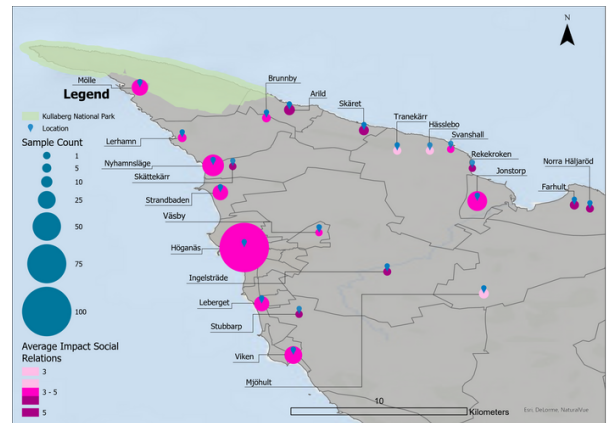 N
Mölle
Legend
Kullaberg National Park
Location
Sample Count
1
5
10
25
50
75
100
Average Impact Social
Relations
3
3 - 5
5
Brunnby
Arild
Skäret
Tranekärr
Hässlebo
Svanshall
Rekekroken
Jonstorp
Norra Häljaröd
Farhult
Lerhamn
Nyhamnsläge
Skättekärr
Strandbaden
Väsby
Höganäs
Ingelsträde
Leberget
Stubbarp
Viken
Mjöhult
10
Kilometers
Esri, DeLorme, NaturalVue